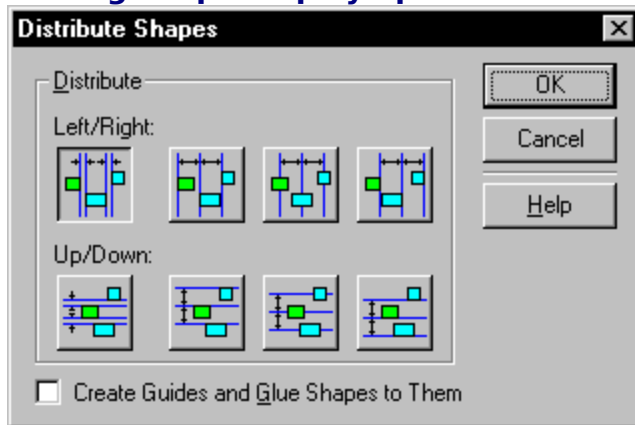 Distribute Shapes
Distribute
OK
Left/Right:
Cancel
Help
Up/Down:
Create Guides and Glue Shapes to Them